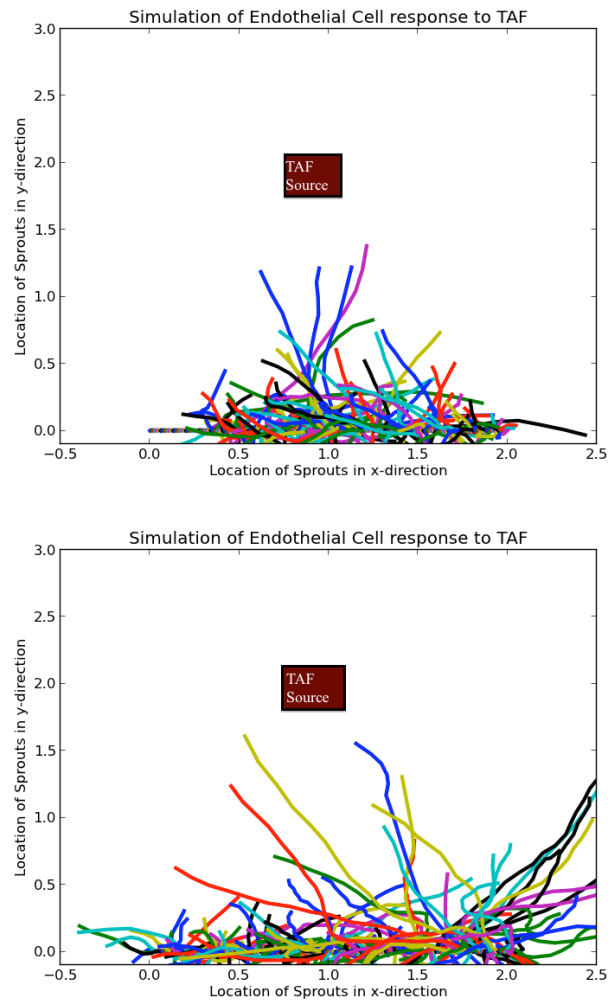 Simulation of Endothelial Cell response to TAF
3.0
2.5
2.0
1.5
1.0
0.5
0.0
Location of Sprouts in y-direction
TAF
Source
−0.5 0.0 0.5 1.0 1.5 2.0 2.5
Location of Sprouts in x-direction
Simulation of Endothelial Cell response to TAF
3.0
2.5
2.0
1.5
1.0
0.5
0.0
Location of Sprouts in y-direction
TAF
Source
−0.5 0.0 0.5 1.0 1.5 2.0 2.5
Location of Sprouts in x-direction